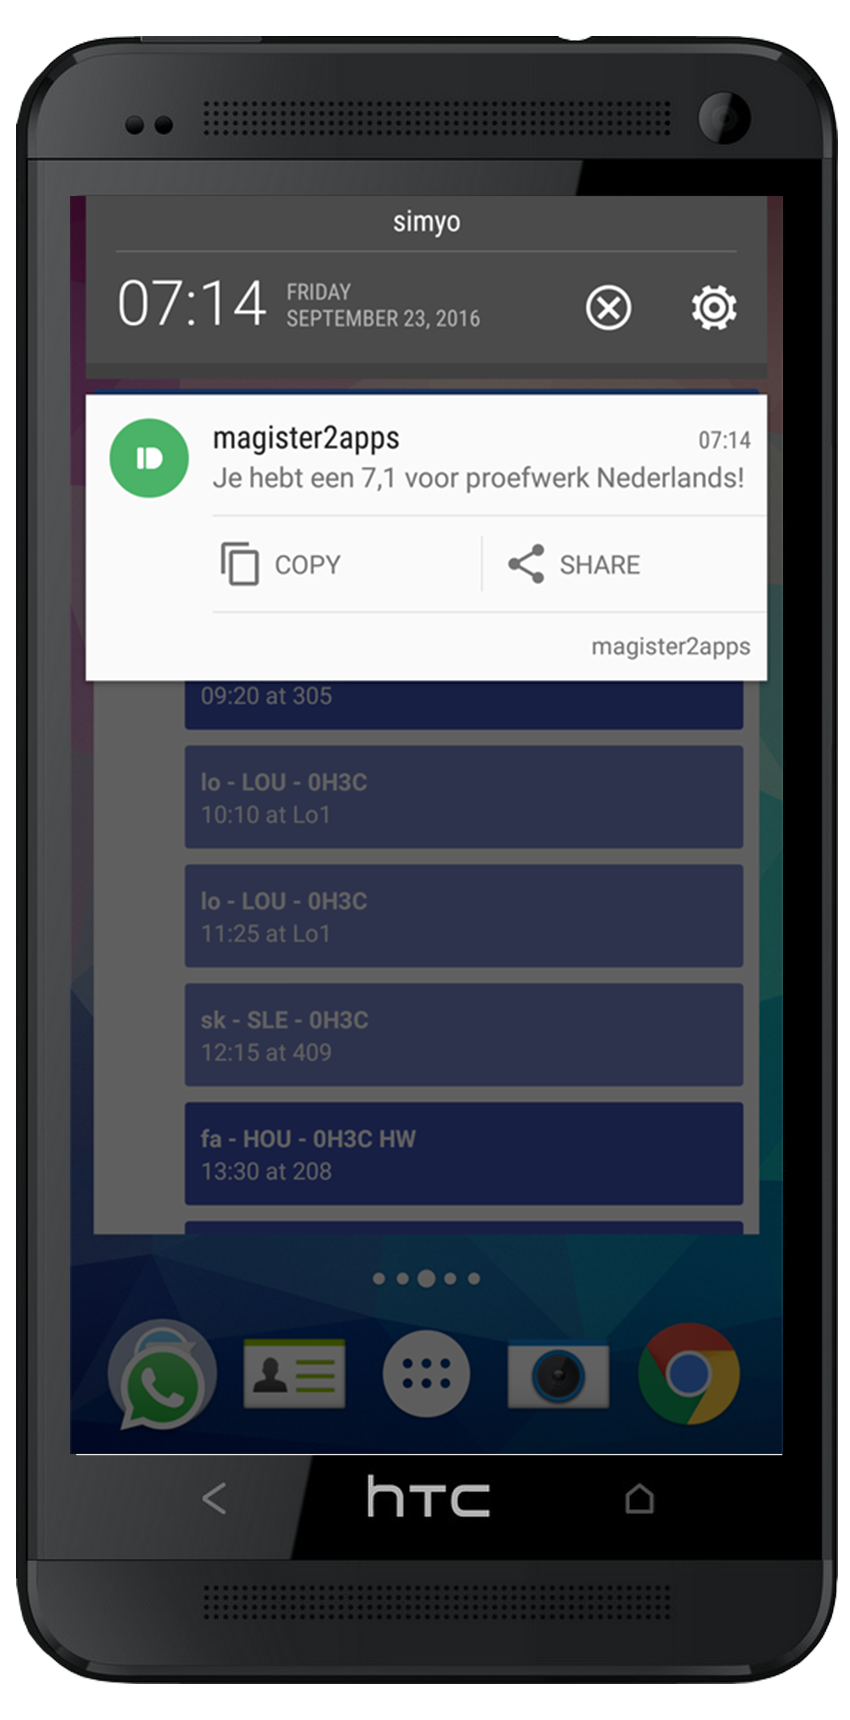 simyo
07:14
FRIDAY
SEPTEMBER 23, 2016
magister2apps
07:14
Je hebt een 7,1 voor proefwerk Nederlands!
COPY
SHARE
magister2apps
09:20 at 305
lo - LOU - 0H3C
10:10 at Lo1
lo - LOU - 0H3C
11:25 at Lo1
sk - SLE - 0H3C
12:15 at 409
fa - HOU - 0H3C HW
13:30 at 208
hTC